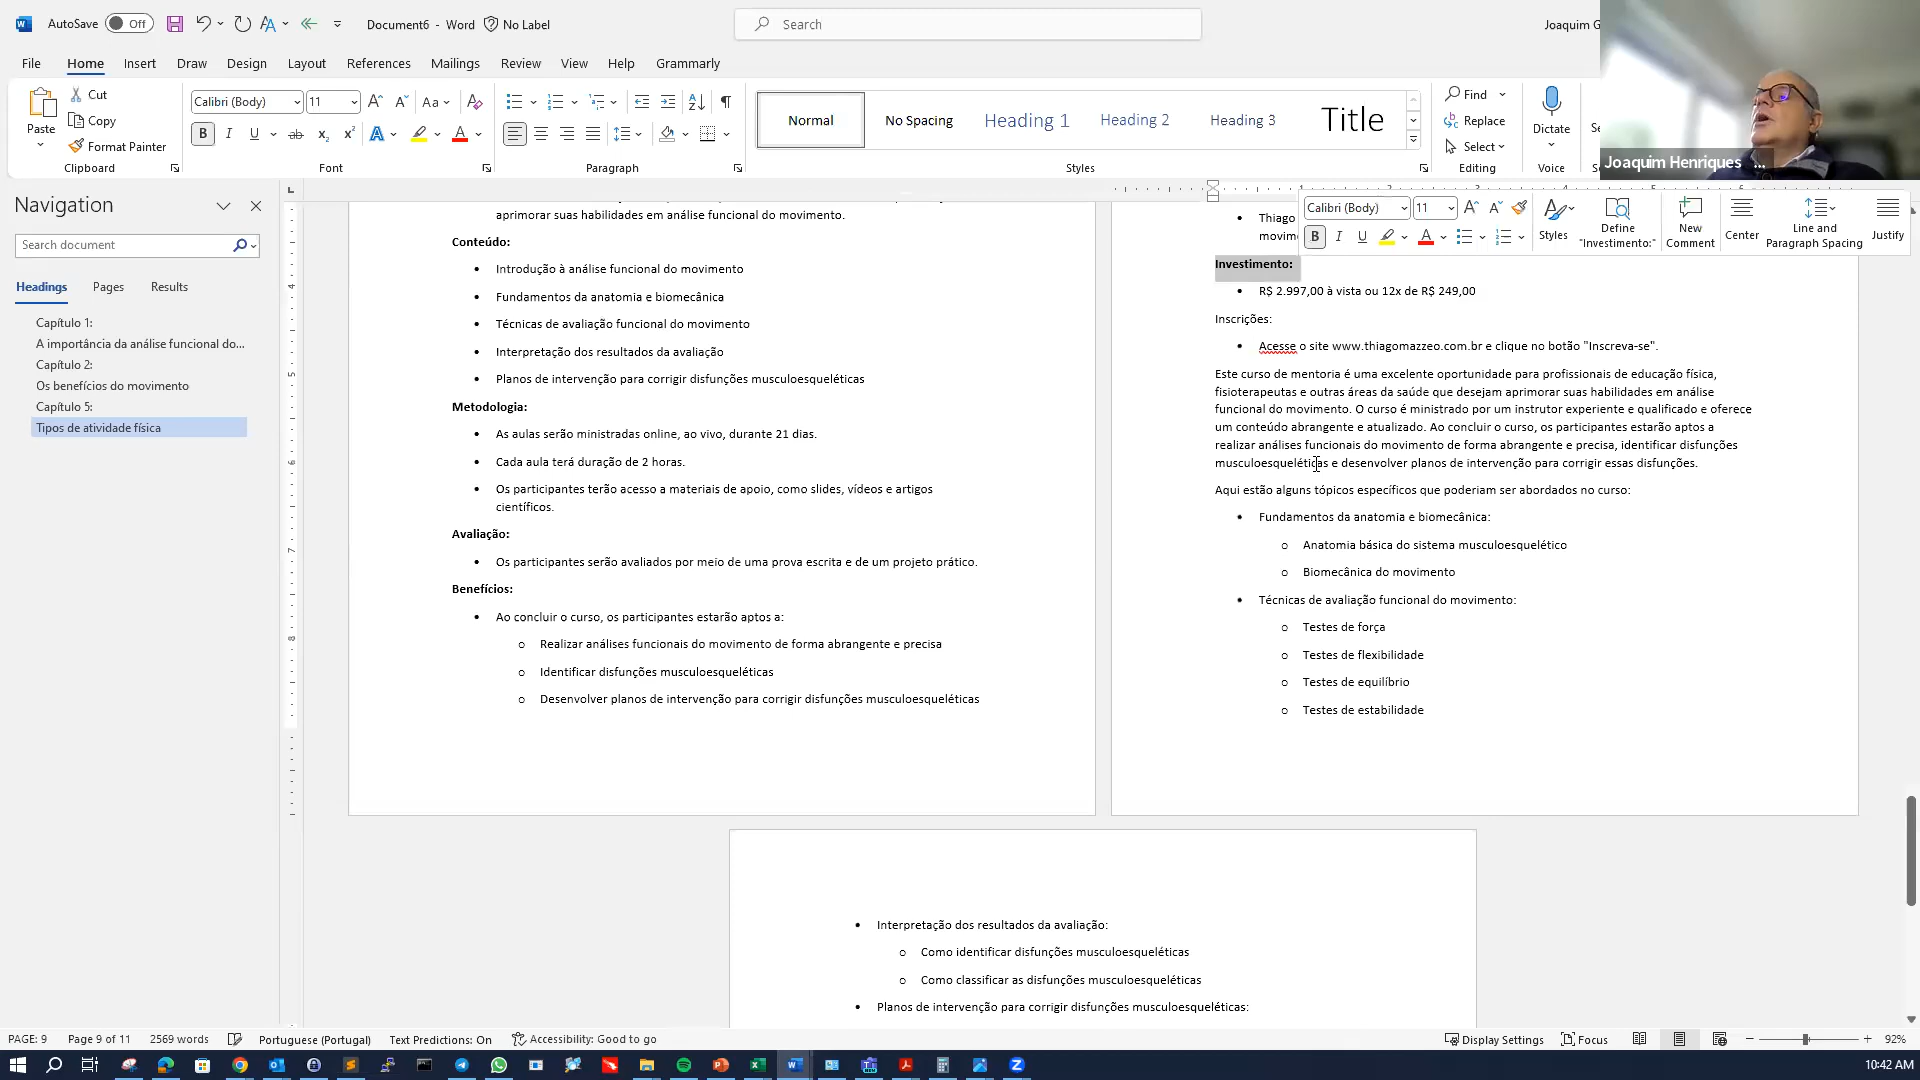 AutoSave Off Document6 - Word No Label Search Joaquim G
File Home Insert Draw Design Layout References Mailings Review View Help Grammarly
Paste
Cut
Copy
Format Painter
Clipboard
Calibri (Body) 11
Font
Paragraph
Normal No Spacing Heading 1 Heading 2 Heading 3 Title
Styles
Find
Replace
Select
Editing
Dictate
Voice
Joaquim Henriques ...
Navigation
Search document
Headings Pages Results
Capítulo 1:
A importância da análise funcional do...
Capítulo 2:
Os benefícios do movimento
Capítulo 5:
Tipos de atividade física
aprimorar suas habilidades em análise funcional do movimento.
Conteúdo:
Introdução à análise funcional do movimento
Fundamentos da anatomia e biomecânica
Técnicas de avaliação funcional do movimento
Interpretação dos resultados da avaliação
Planos de intervenção para corrigir disfunções musculoesqueléticas
Metodologia:
As aulas serão ministradas online, ao vivo, durante 21 dias.
Cada aula terá duração de 2 horas.
Os participantes terão acesso a materiais de apoio, como slides, vídeos e artigos
científicos.
Avaliação:
Os participantes serão avaliados por meio de uma prova escrita e de um projeto prático.
Benefícios:
Ao concluir o curso, os participantes estarão aptos a:
Realizar análises funcionais do movimento de forma abrangente e precisa
Identificar disfunções musculoesqueléticas
Desenvolver planos de intervenção para corrigir disfunções musculoesqueléticas
Calibri (Body) 11
Styles
Define "Investimento:"
New Comment
Center
Line and Paragraph Spacing
Justify
Thiago
movime
Investimento:
R$ 2.997,00 à vista ou 12x de R$ 249,00
Inscrições:
Acesse o site www.thiagomazzeo.com.br e clique no botão "Inscreva-se".
Este curso de mentoria é uma excelente oportunidade para profissionais de educação física,
fisioterapeutas e outras áreas da saúde que desejam aprimorar suas habilidades em análise
funcional do movimento. O curso é ministrado por um instrutor experiente e qualificado e oferece
um conteúdo abrangente e atualizado. Ao concluir o curso, os participantes estarão aptos a
realizar análises funcionais do movimento de forma abrangente e precisa, identificar disfunções
musculoesqueléticas e desenvolver planos de intervenção para corrigir essas disfunções.
Aqui estão alguns tópicos específicos que poderiam ser abordados no curso:
Fundamentos da anatomia e biomecânica:
Anatomia básica do sistema musculoesquelético
Biomecânica do movimento
Técnicas de avaliação funcional do movimento:
Testes de força
Testes de flexibilidade
Testes de equilíbrio
Testes de estabilidade
Interpretação dos resultados da avaliação:
Como identificar disfunções musculoesqueléticas
Como classificar as disfunções musculoesqueléticas
Planos de intervenção para corrigir disfunções musculoesqueléticas:
PAGE: 9 Page 9 of 11 2569 words Portuguese (Portugal) Text Predictions: On Accessibility: Good to go Display Settings Focus 92%
10:42 AM